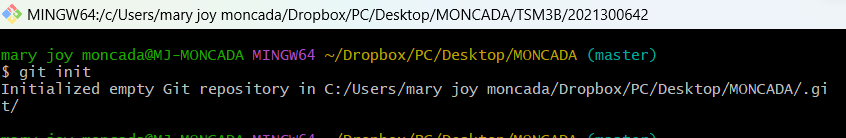 MINGW64:/c/Users/mary joy moncada/Dropbox/PC/Desktop/MONCADA/TSM3B/2021300642
mary joy moncada@MJ-MONCADA MINGW64 ~/Dropbox/PC/Desktop/MONCADA (master)
$ git init
Initialized empty Git repository in C:/Users/mary joy moncada/Dropbox/PC/Desktop/MONCADA/.gi
t/
mary joy moncada@MJ-MONCADA MINGW64 ~/Dropbox/PC/Desktop/MONCADA (master)